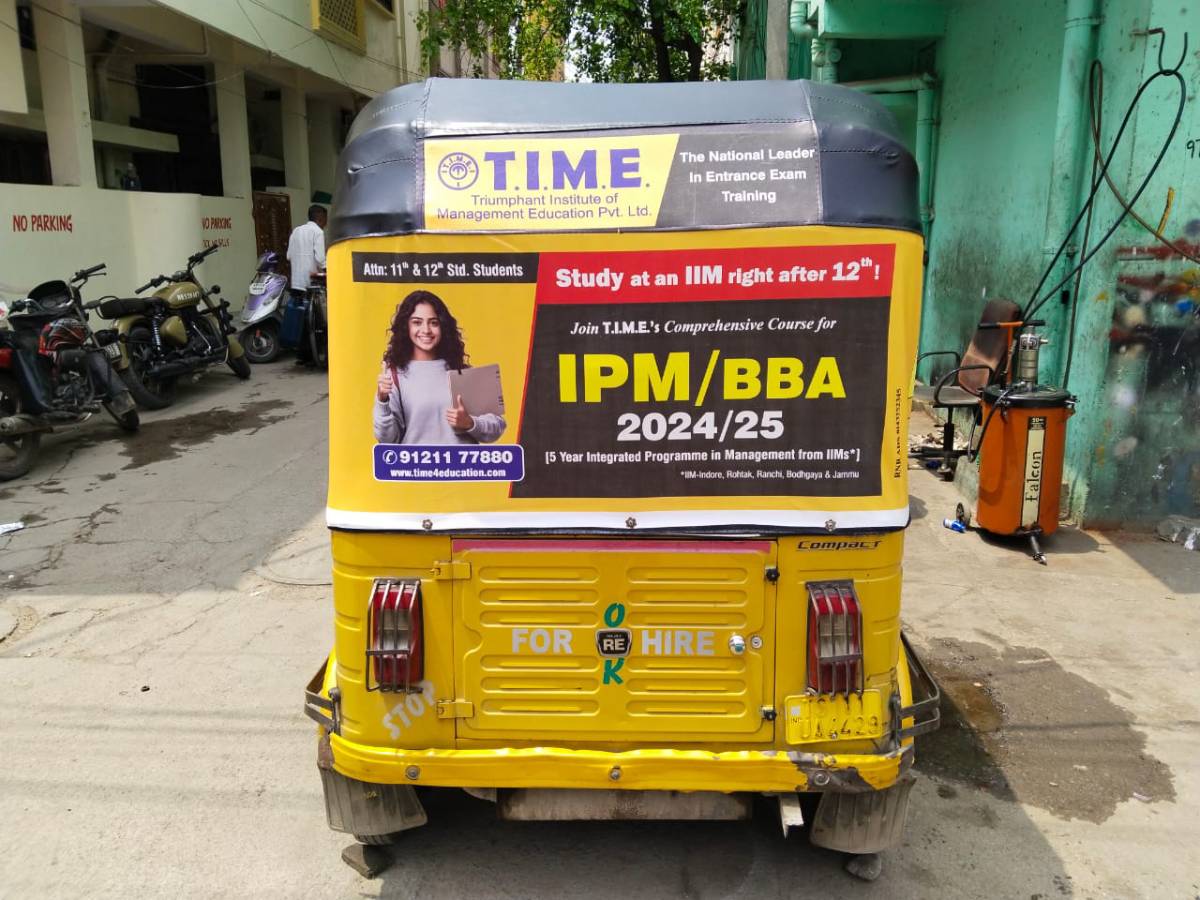 T.I.M.E.
T.I.M.E.
Triumphant Institute of
Management Education Pvt. Ltd.
The National Leader
In Entrance Exam
Training
NO PARKING
NO PARKING
Attn: 11th & 12th Std. Students
Study at an IIM right after 12th!
Join T.I.M.E.'s Comprehensive Course for
IPM/BBA
2024/25
[5 Year Integrated Programme in Management from IIMs*]
*IIM-Indore, Rohtak, Ranchi, Bodhgaya & Jammu
✆ 91211 77880
www.time4education.com
Falcon
COMPACT
OK
FOR RE HIRE
STOP